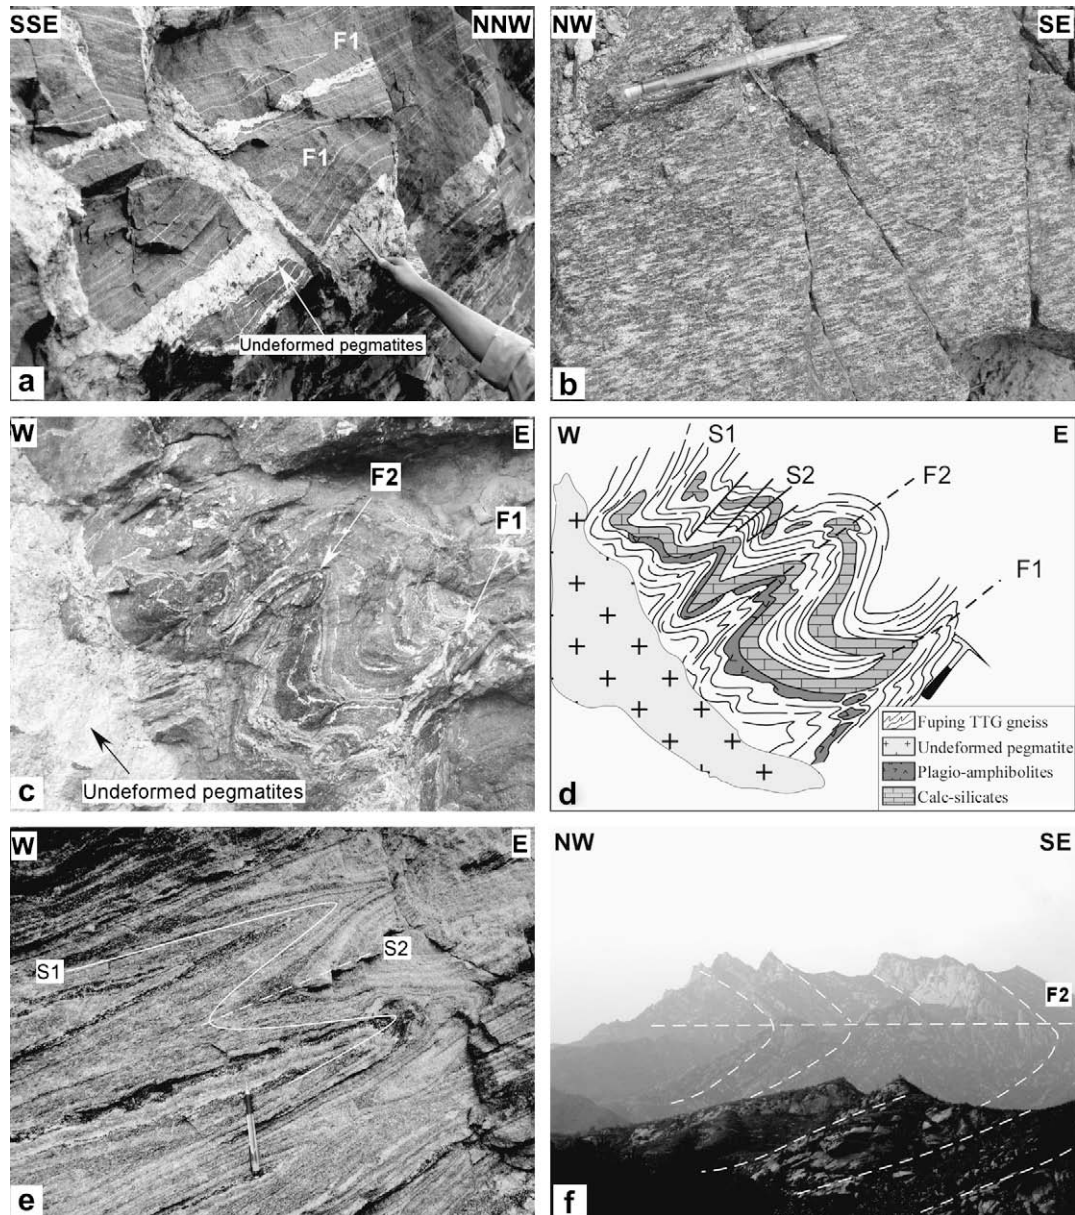 SSE
NNW
F1
F1
Undeformed pegmatites
a
NW
SE
b
W
E
F2
F1
Undeformed pegmatites
c
W
E
S1
S2
F2
F1
Fuping TTG gneiss
Undeformed pegmatite
Plagio-amphibolites
Calc-silicates
d
W
E
S1
S2
e
NW
SE
F2
f